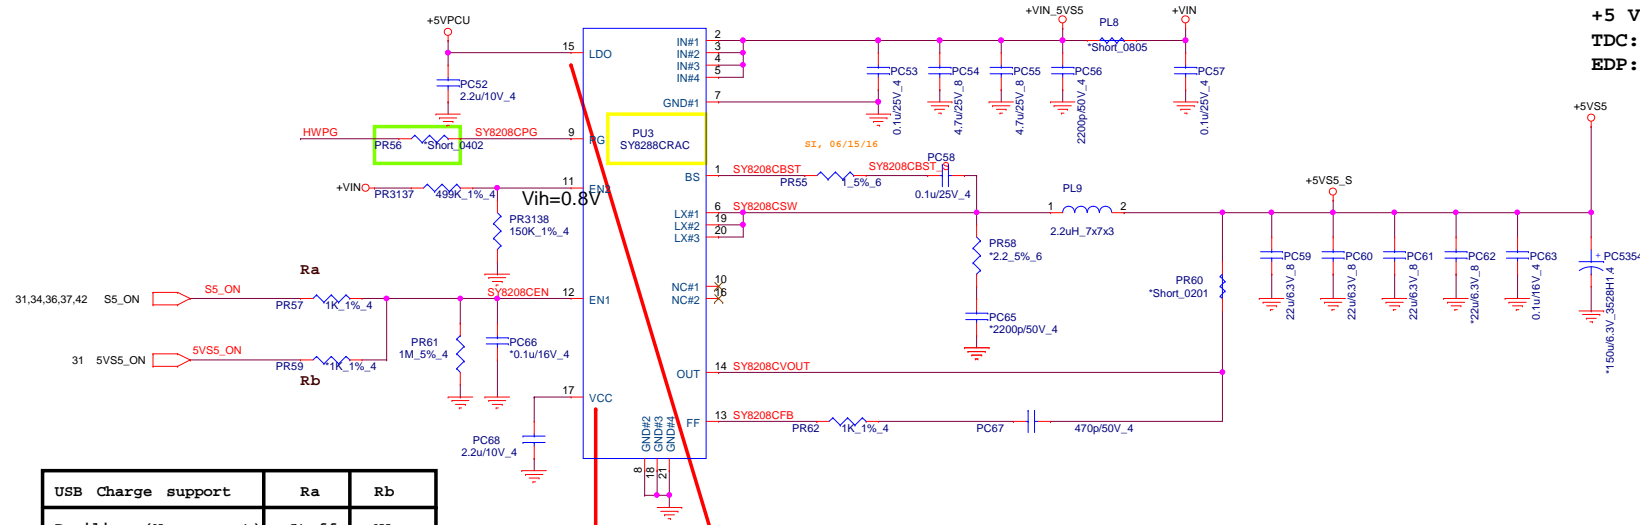 +5VPCU
+VIN_5VS5
+VIN
+5 V
TDC:
EDP:
PL8
*Short_0805
15
LDO
IN#1
2
IN#2
3
IN#3
4
IN#4
5
PC52
2.2u/10V_4
PC53
0.1u/25V_4
PC54
4.7u/25V_8
PC55
4.7u/25V_8
PC56
2200p/50V_4
PC57
0.1u/25V_4
GND#1
7
+5VS5
HWPG
PR56
*Short_0402
SY8208CPG
9
PG
PU3
SY8288CRAC
SI, 06/15/16
BS
1
SY8208CBST
PR55
1_5%_6
SY8208CBST_S
PC58
0.1u/25V_4
+VIN
PR3137
499K_1%_4
11
EN2
Vih=0.8V
+5VS5_S
PR3138
150K_1%_4
LX#1
6
SY8208CSW
LX#2
19
LX#3
20
PL9
1
2
2.2uH_7x7x3
PR58
*2.2_5%_6
PR60
*Short_0201
PC59
22u/6.3V_8
PC60
22u/6.3V_8
PC61
22u/6.3V_8
PC62
*22u/6.3V_8
PC63
0.1u/16V_4
+
PC5354
*150u/6.3V_3528H1.4
Ra
31,34,36,37,42
S5_ON
S5_ON
PR57
1K_1%_4
SY8208CEN
12
EN1
NC#1
10
NC#2
16
PC65
*2200p/50V_4
PR61
1M_5%_4
PC66
*0.1u/16V_4
31
5VS5_ON
5VS5_ON
PR59
*1K_1%_4
Rb
OUT
14
SY8208CVOUT
17
VCC
PC68
2.2u/10V_4
FF
13
SY8208CFB
PR62
1K_1%_4
PC67
470p/50V_4
GND#2
GND#3
GND#4
8
18
21
USB Charge support
Ra
Rb